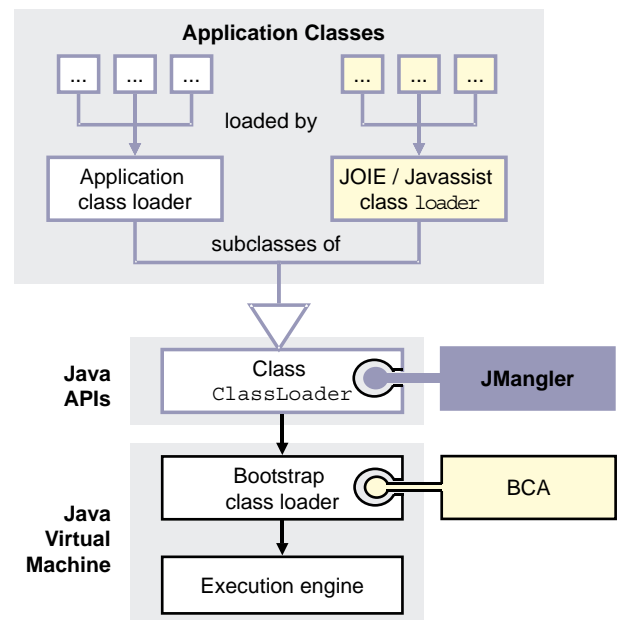 Application Classes
... ... ... ... ... ...
loaded by
Application
class loader
JOIE / Javassist
class loader
subclasses of
Java
APIs
Class
ClassLoader
JMangler
Java
Virtual
Machine
Bootstrap
class loader
BCA
Execution engine